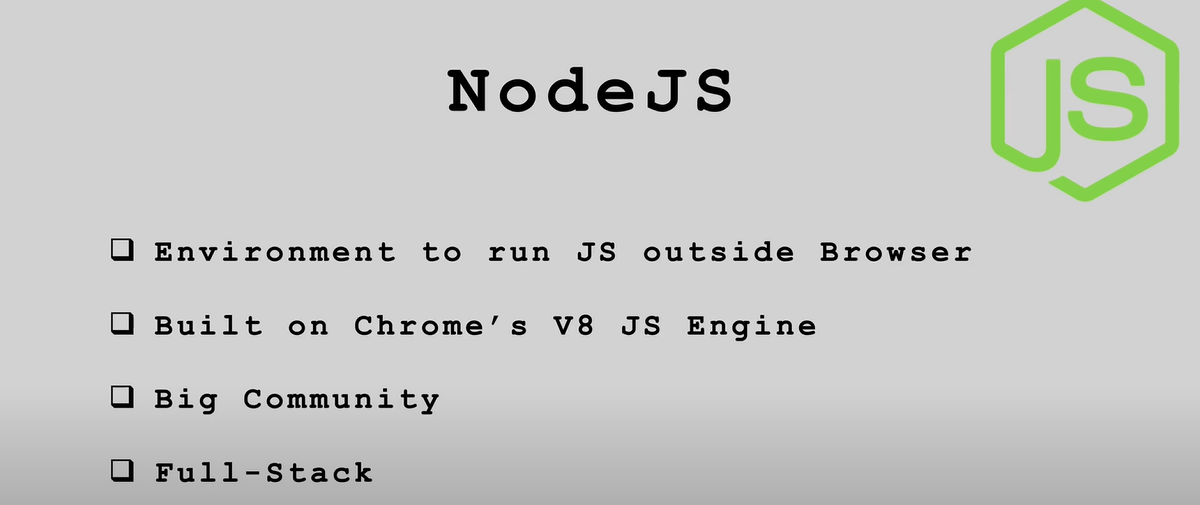 NodeJS
JS
❑ Environment to run JS outside Browser
❑ Built on Chrome’s V8 JS Engine
❑ Big Community
❑ Full-Stack